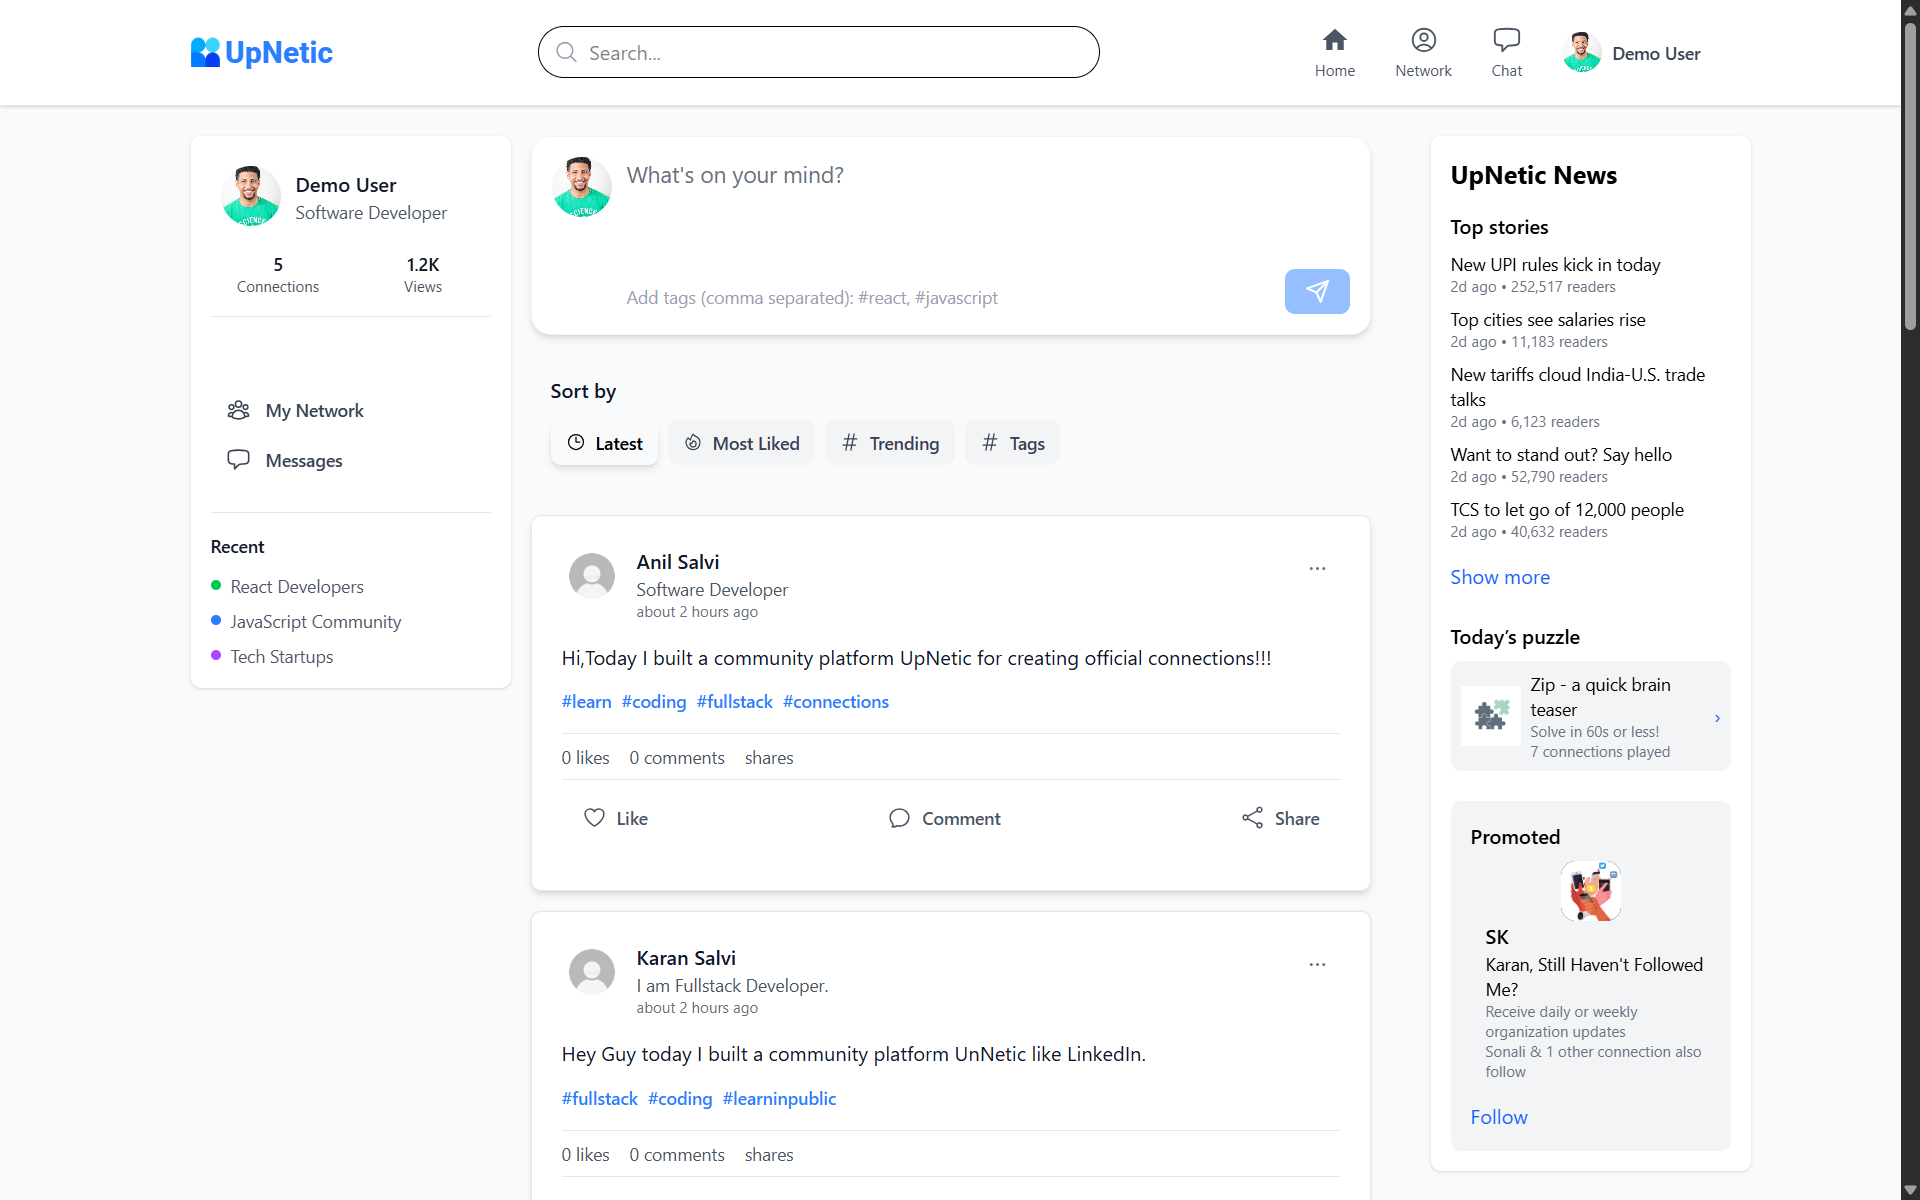 UpNetic
Search...
Home
Network
Chat
Demo User
Demo User
Software Developer
5
Connections
1.2K
Views
My Network
Messages
Recent
React Developers
JavaScript Community
Tech Startups
What's on your mind?
Add tags (comma separated): #react, #javascript
Sort by
Latest
Most Liked
# Trending
# Tags
Anil Salvi
...
Software Developer
about 2 hours ago
Hi,Today I built a community platform UpNetic for creating official connections!!!
#learn #coding #fullstack #connections
0 likes 0 comments shares
Like
Comment
Share
Karan Salvi
...
I am Fullstack Developer.
about 2 hours ago
Hey Guy today I built a community platform UnNetic like LinkedIn.
#fullstack #coding #learninpublic
0 likes 0 comments shares
UpNetic News
Top stories
New UPI rules kick in today
2d ago • 252,517 readers
Top cities see salaries rise
2d ago • 11,183 readers
New tariffs cloud India-U.S. trade
talks
2d ago • 6,123 readers
Want to stand out? Say hello
2d ago • 52,790 readers
TCS to let go of 12,000 people
2d ago • 40,632 readers
Show more
Today’s puzzle
Zip - a quick brain
teaser
Solve in 60s or less!
7 connections played
›
Promoted
SK
Karan, Still Haven't Followed
Me?
Receive daily or weekly
organization updates
Sonali & 1 other connection also
follow
Follow